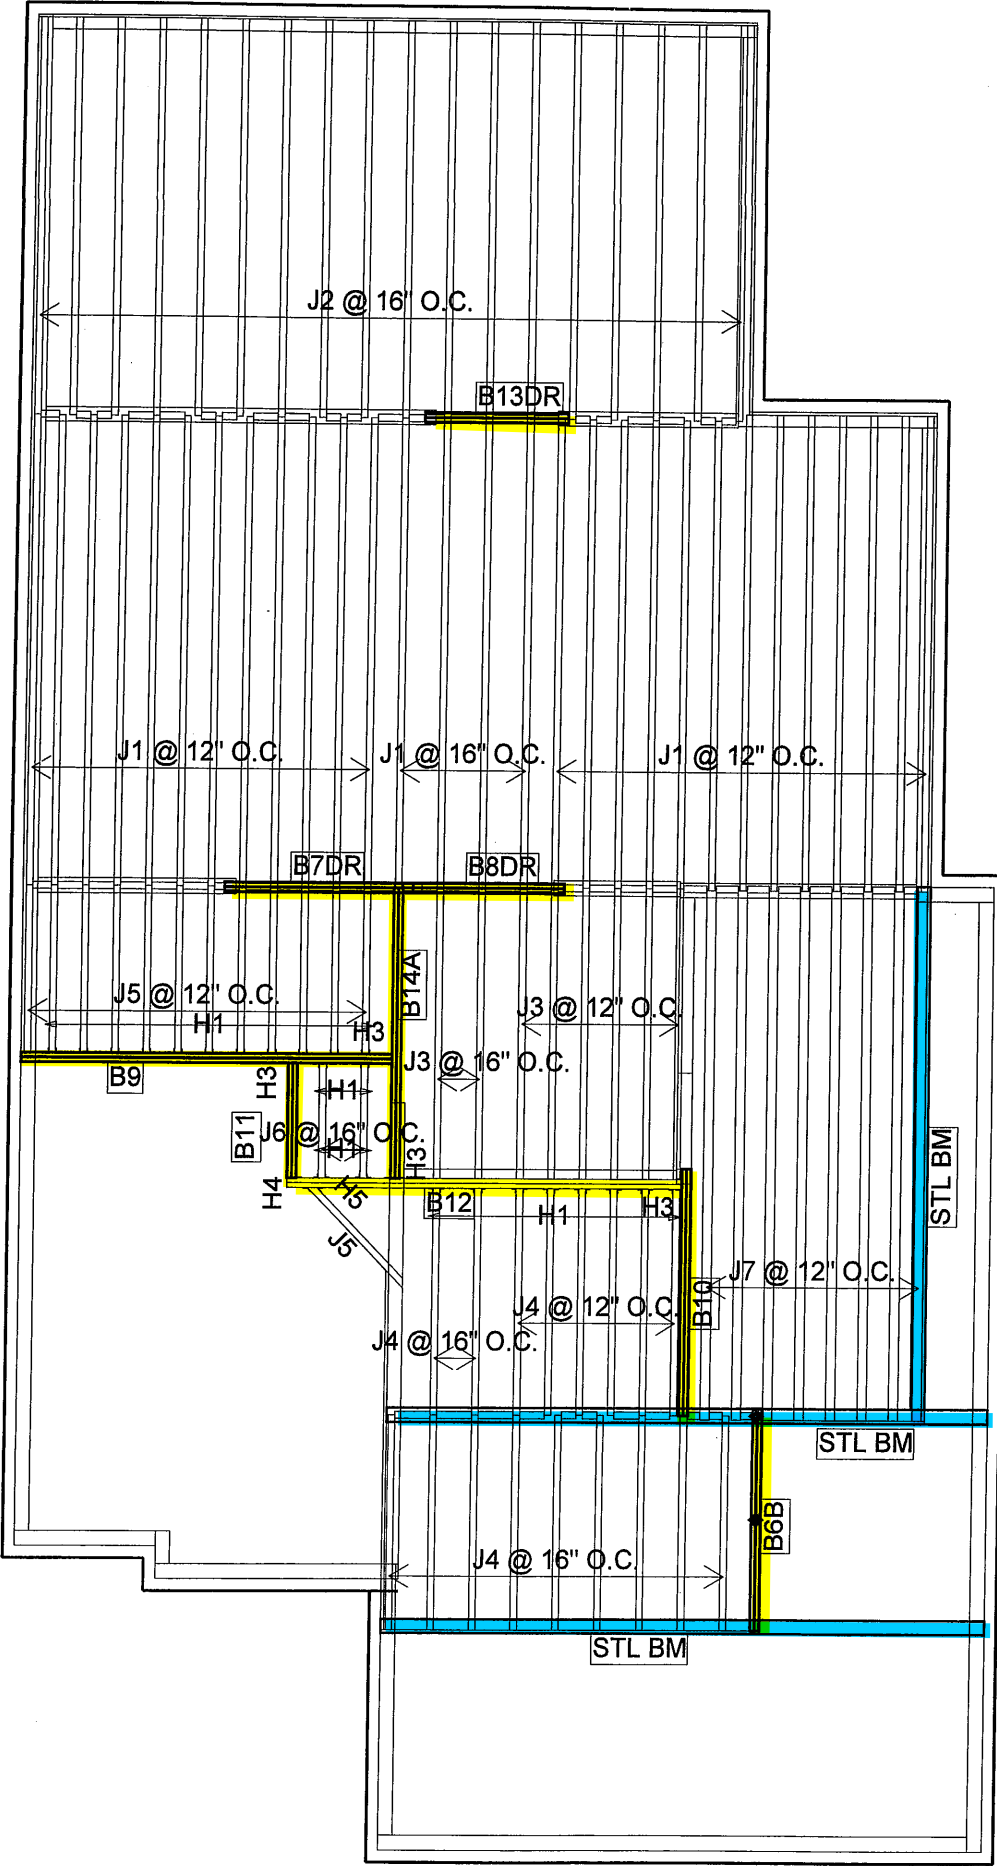 J2 @ 16" O.C.
B13DR
J1 @ 12" O.C.
J1 @ 16" O.C.
J1 @ 12" O.C.
B7DR
B8DR
B14A
J5 @ 12" O.C.
H1
H3
J3 @ 12" O.C.
J3 @ 16" O.C.
B9
H3
H1
B11
J6 @ 16" O.C.
H1
H3
STL BM
H4
H5
B12
H1
H3
J5
J7 @ 12" O.C.
B10
J4 @ 12" O.C.
J4 @ 16" O.C.
STL BM
B6B
J4 @ 16" O.C.
STL BM